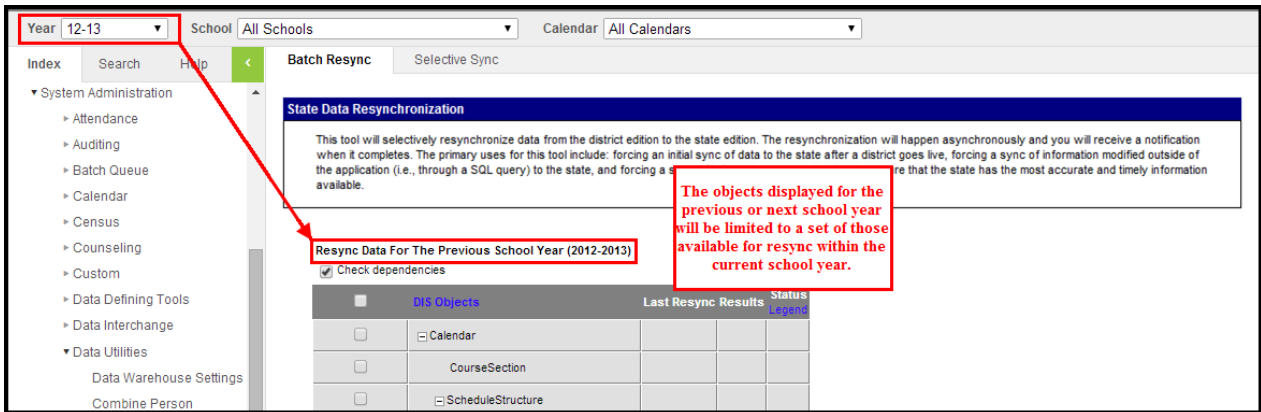 Year 12-13 School All Schools Calendar All Calendars
Index Search Help <
Batch Resync Selective Sync
System Administration
Attendance
Auditing
Batch Queue
Calendar
Census
Counseling
Custom
Data Defining Tools
Data Interchange
Data Utilities
Data Warehouse Settings
Combine Person
State Data Resynchronization
This tool will selectively resynchronize data from the district edition to the state edition. The resynchronization will happen asynchronously and you will receive a notification
when it completes. The primary uses for this tool include: forcing an initial sync of data to the state after a district goes live, forcing a sync of information modified outside of
the application (i.e., through a SQL query) to the state, and forcing a s re that the state has the most accurate and timely information
available.
The objects displayed for the
previous or next school year
will be limited to a set of those
available for resync within the
current school year.
Resync Data For The Previous School Year (2012-2013)
Check dependencies
DIS Objects Last Resync Results Status
Legend
Calendar
CourseSection
ScheduleStructure